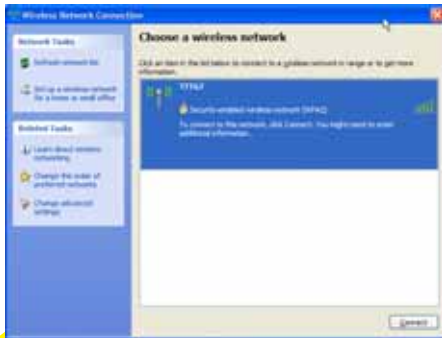 Wireless Network Connection
Network Tasks
Refresh network list
Set up a wireless network
for a home or small office
Related Tasks
Learn about wireless
networking
Change the order of
preferred networks
Change advanced
settings
Choose a wireless network
Click an item in the list below to connect to a wireless network in range or to get more
information.
Security-enabled wireless network (WPA2)
To connect to this network, click Connect. You might need to enter
additional information.
Connect